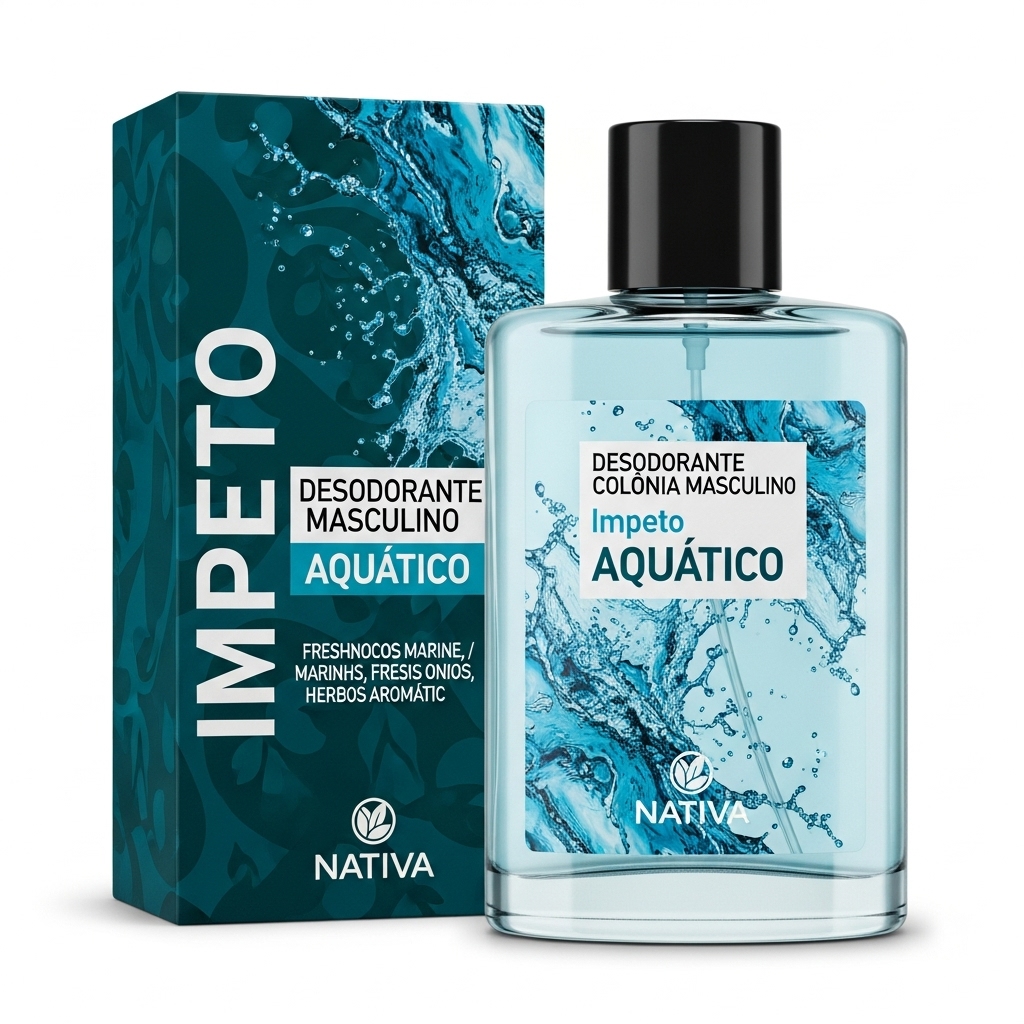 IMPETO
DESODORANTE
MASCULINO
AQUÁTICO
FRESHNOCOS MARINE, /
MARINHS, FRESIS ONIOS,
HERBOS AROMÁTIC
NATIVA
DESODORANTE
COLÔNIA MASCULINO
Impeto
AQUÁTICO
NATIVA